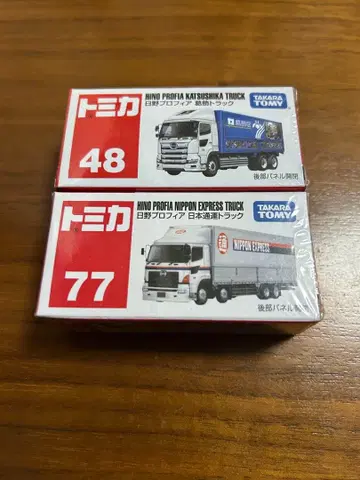 トミカ
48
HINO PROFIA KATSUSHIKA TRUCK
日野プロフィア 葛飾トラック
TAKARA TOMY
後部パネル開閉
トミカ
77
HINO PROFIA NIPPON EXPRESS TRUCK
日野プロフィア 日本通運トラック
TAKARA TOMY
NIPPON EXPRESS
後部パネル開閉